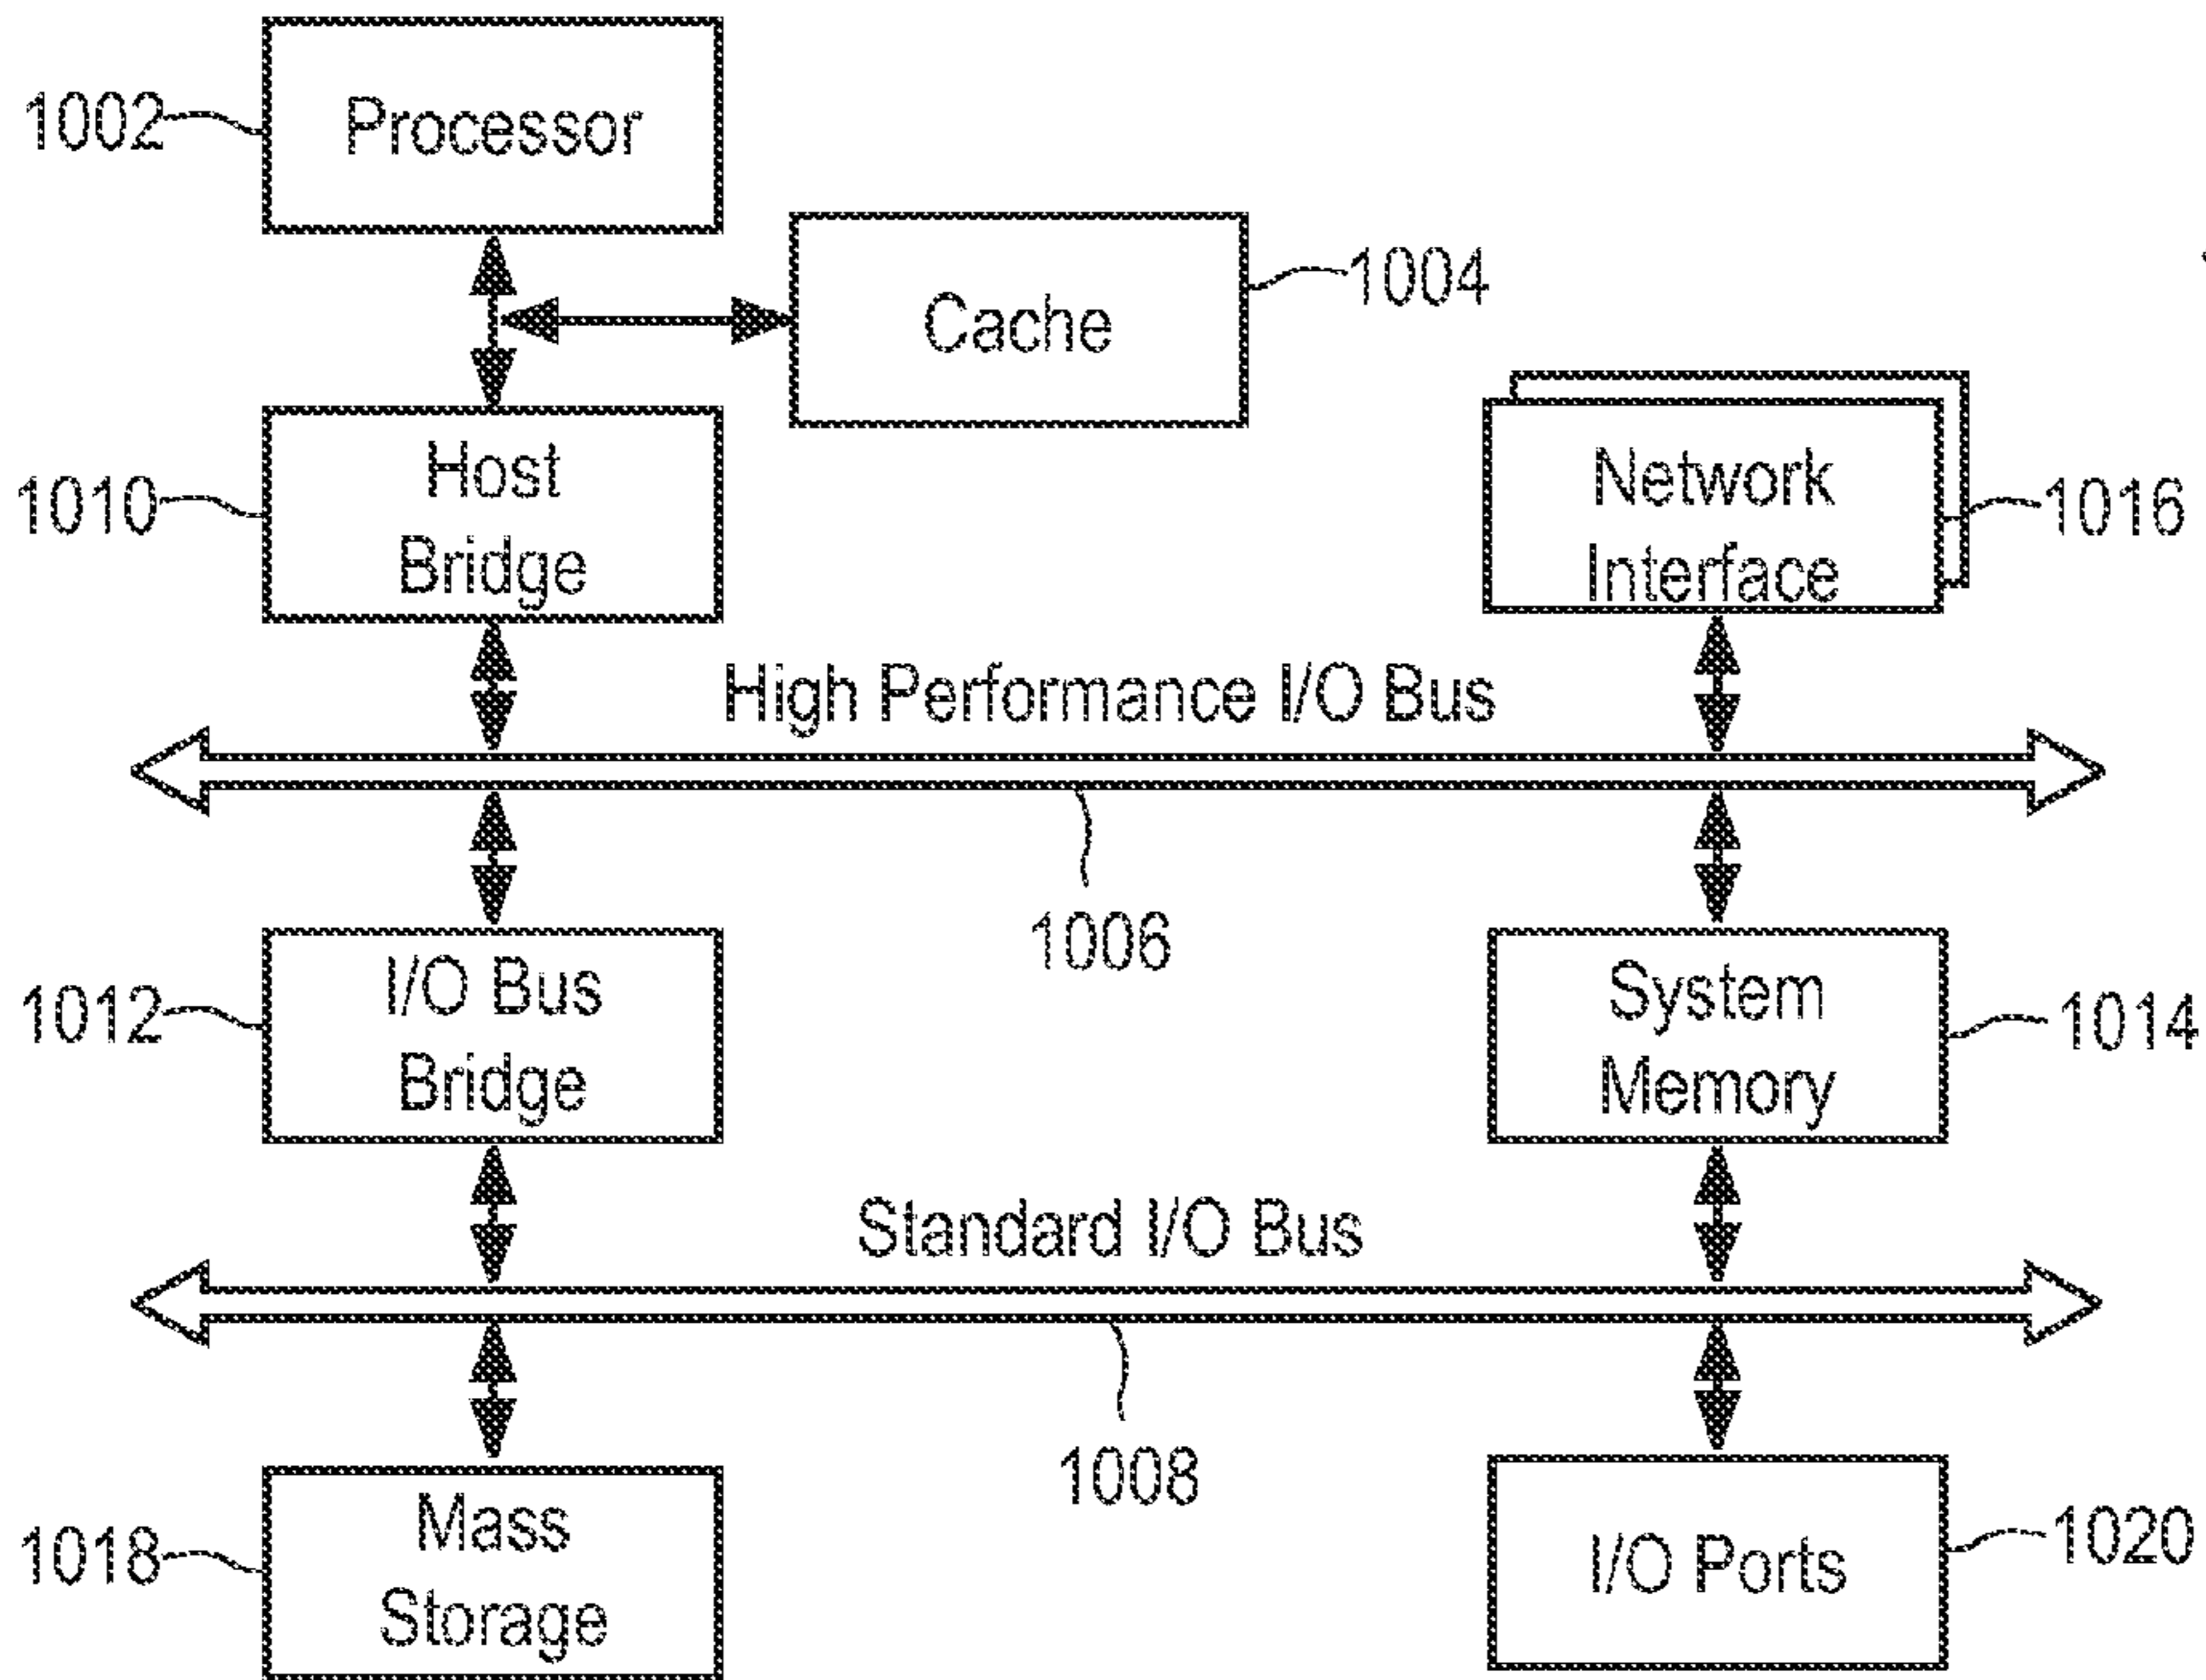 1002
Processor
Cache
1004
1010
Host
Bridge
Network
Interface
1016
High Performance I/O Bus
1006
1012
I/O Bus
Bridge
System
Memory
1014
Standard I/O Bus
1008
1018
Mass
Storage
I/O Ports
1020